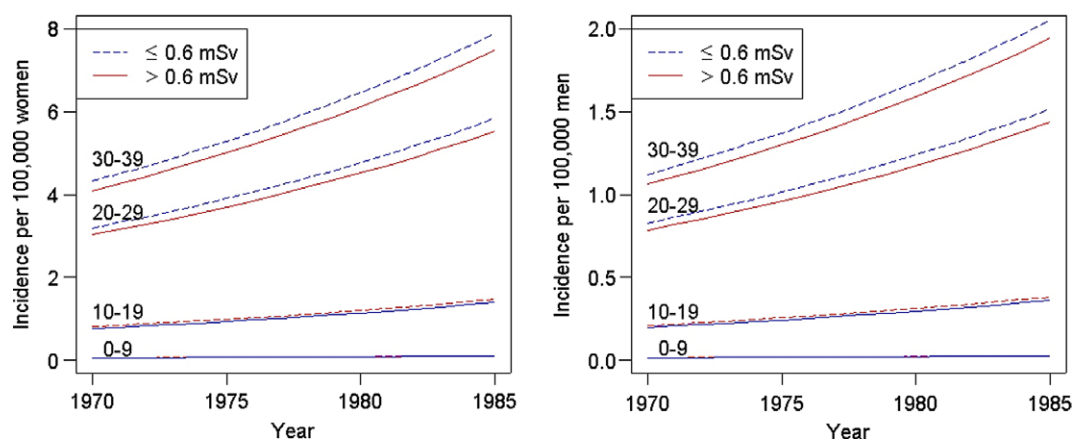 Incidence per 100,000 women
8
6
4
2
0
≤ 0.6 mSv
> 0.6 mSv
30-39
20-29
10-19
0-9
1970 1975 1980 1985
Year
Incidence per 100,000 men
2.0
1.5
1.0
0.5
0.0
≤ 0.6 mSv
> 0.6 mSv
30-39
20-29
10-19
0-9
1970 1975 1980 1985
Year